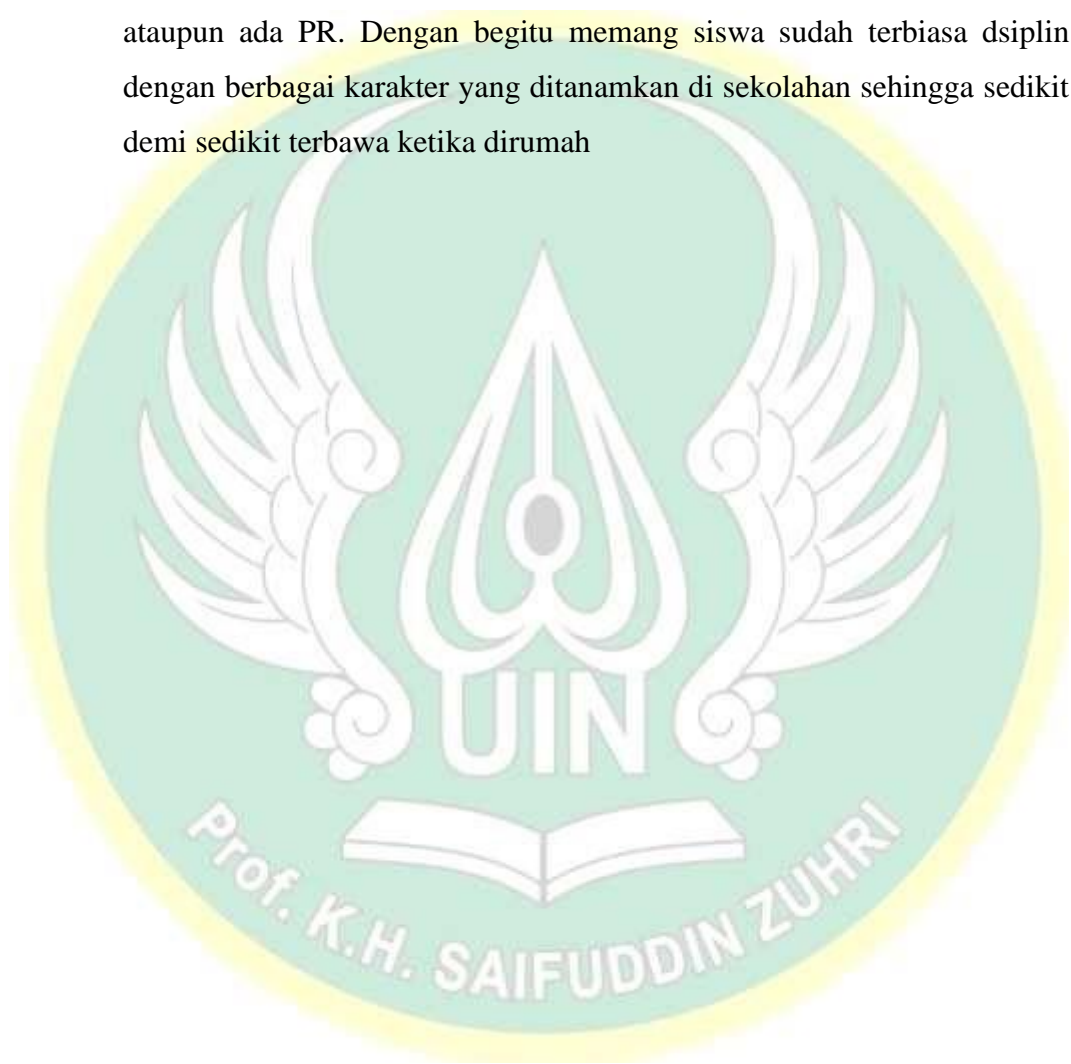 ataupun ada PR. Dengan begitu memang siswa sudah terbiasa dsiplin
dengan berbagai karakter yang ditanamkan di sekolahan sehingga sedikit
demi sedikit terbawa ketika dirumah
UIN
Prof. K.H. SAIFUDDIN ZUHRI